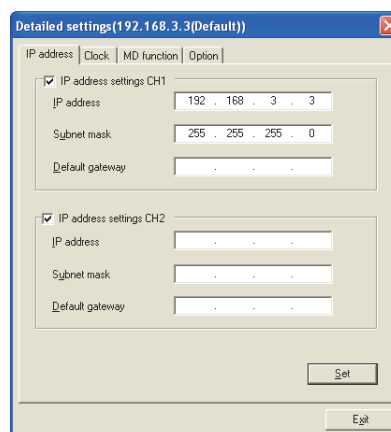 Detailed settings(192.168.3.3(Default))
IP address Clock MD function Option
IP address settings CH1
IP address 192 . 168 . 3 . 3
Subnet mask 255 . 255 . 255 . 0
Default gateway . . .
IP address settings CH2
IP address . . .
Subnet mask . . .
Default gateway . . .
Set
Exit